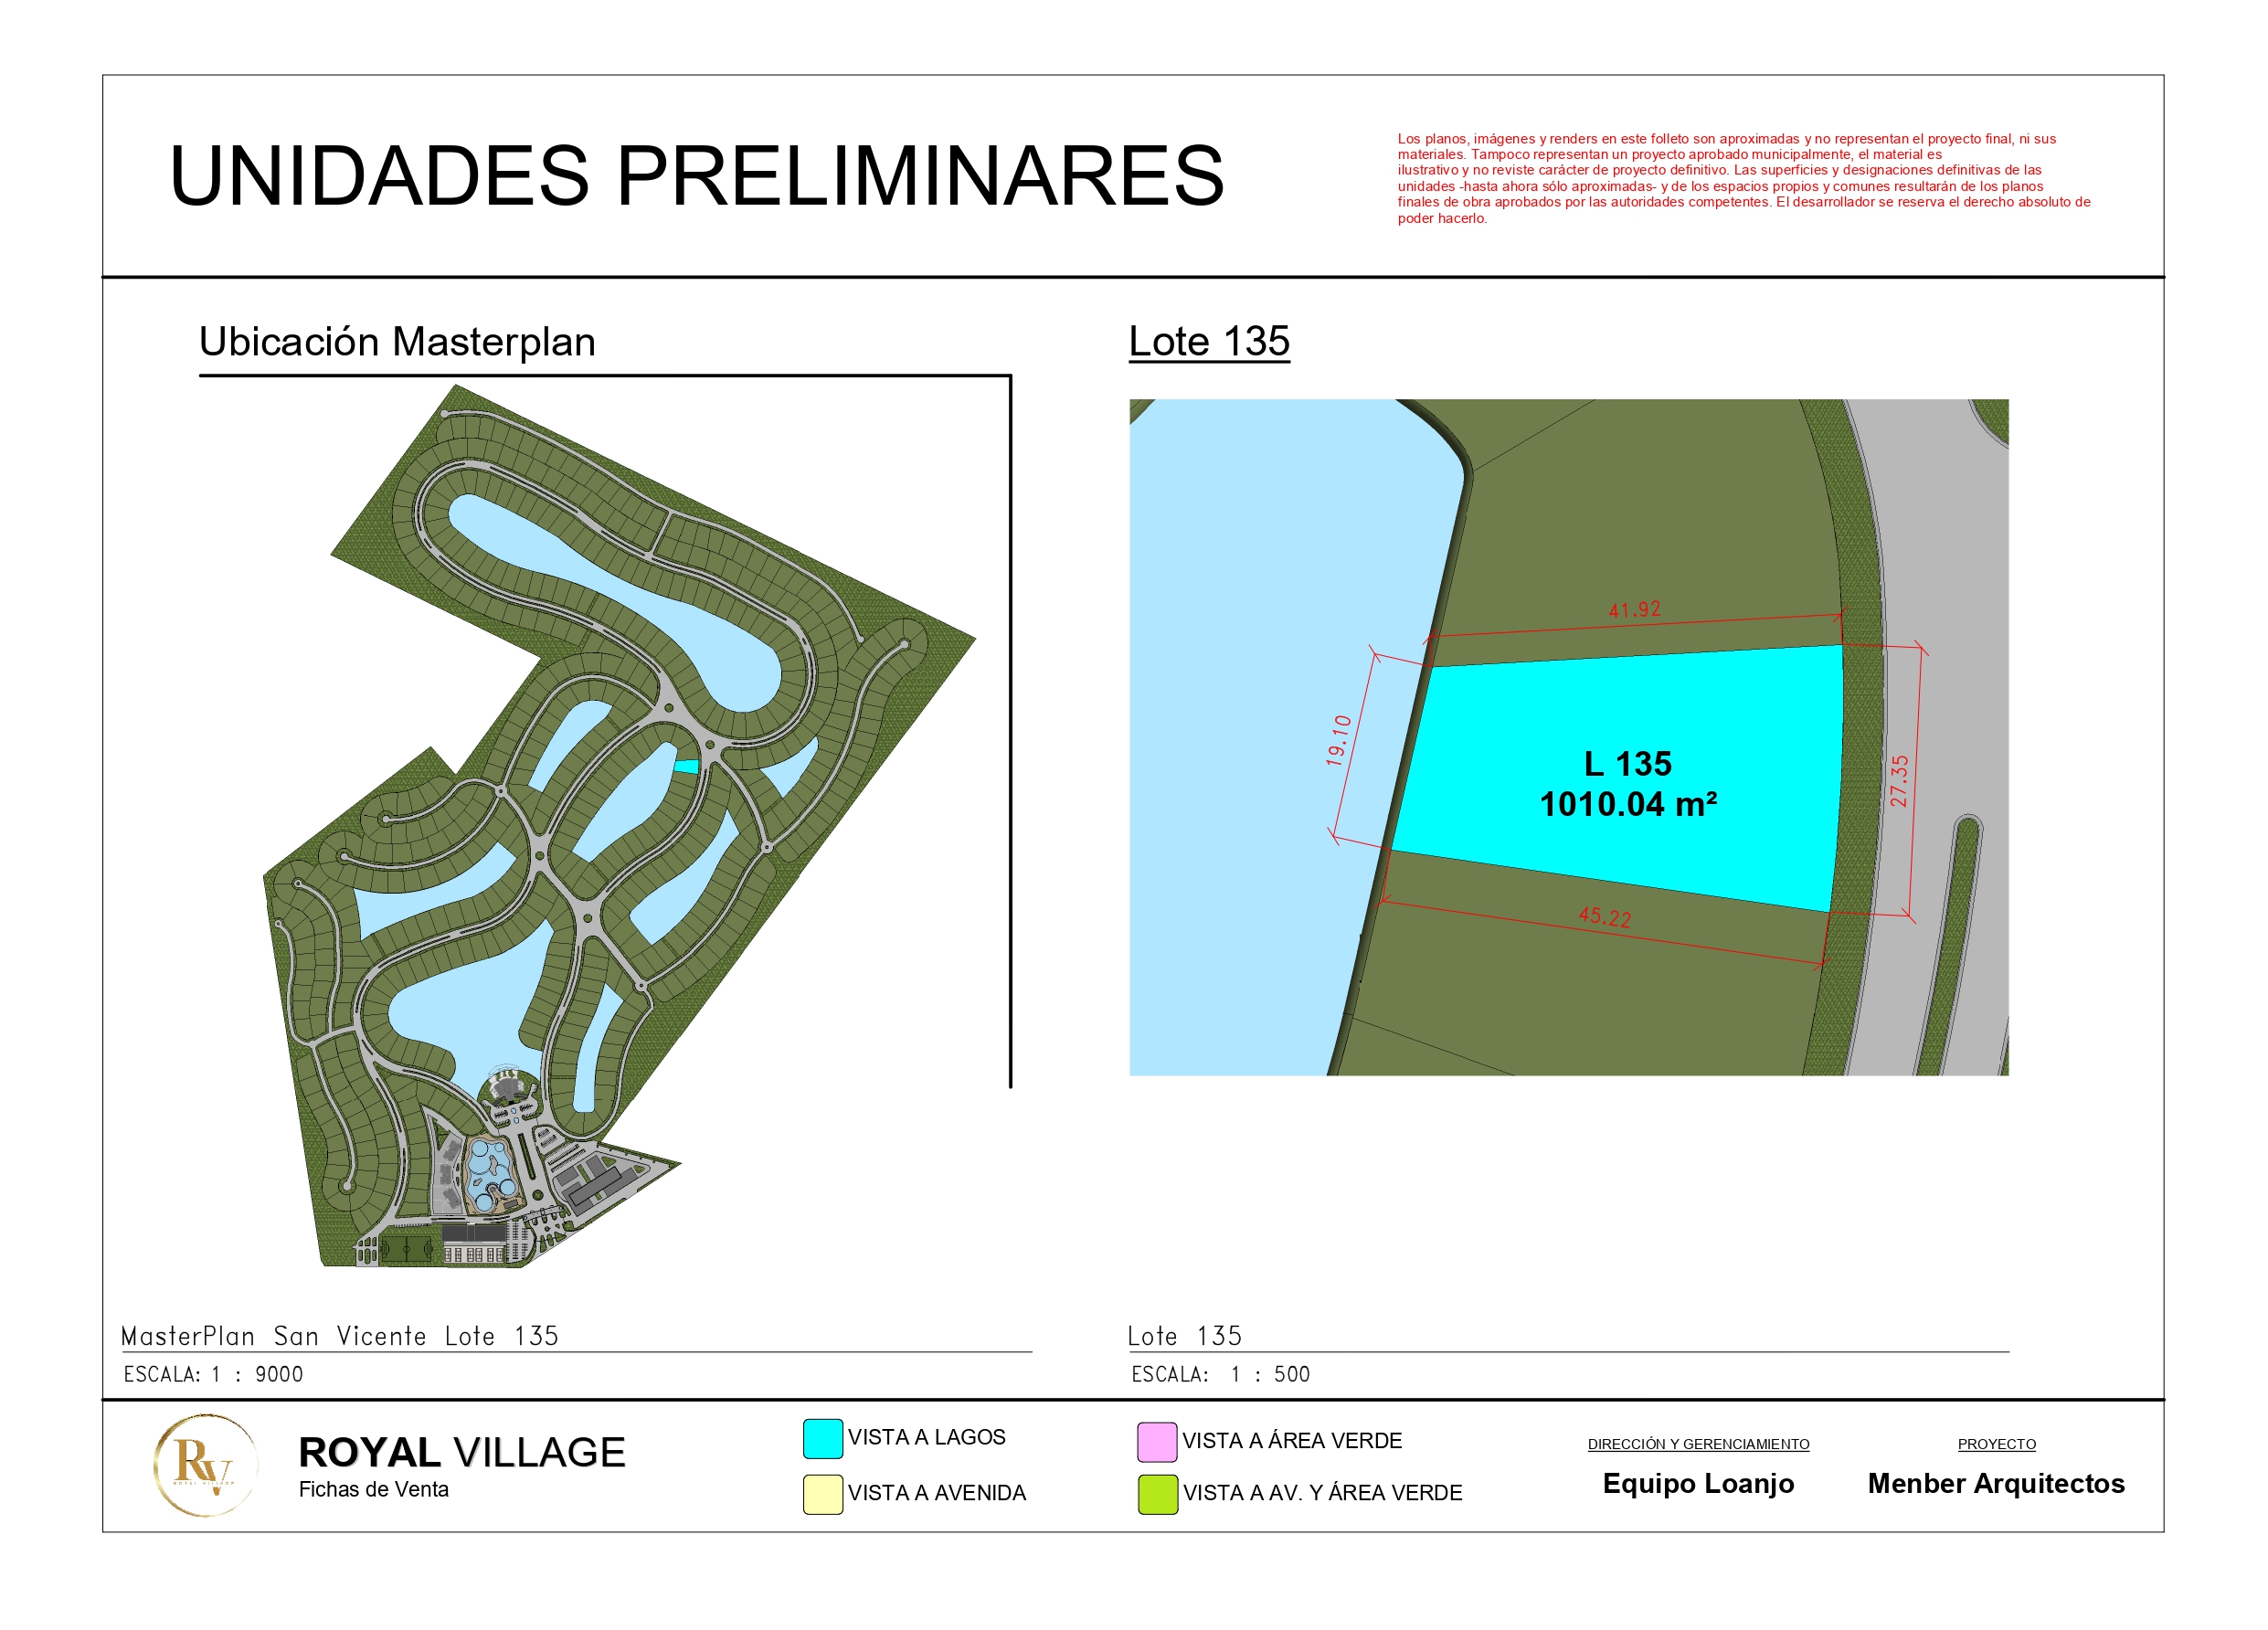 UNIDADES PRELIMINARES
Los planos, imágenes y renders en este folleto son aproximadas y no representan el proyecto final, ni sus
materiales. Tampoco representan un proyecto aprobado municipalmente, el material es
ilustrativo y no reviste carácter de proyecto definitivo. Las superficies y designaciones definitivas de las
unidades -hasta ahora sólo aproximadas- y de los espacios propios y comunes resultarán de los planos
finales de obra aprobados por las autoridades competentes. El desarrollador se reserva el derecho absoluto de
poder hacerlo.
Ubicación Masterplan
Lote 135
41.92
19.10
L 135
1010.04 m²
27.35
45.22
MasterPlan San Vicente Lote 135
ESCALA: 1 : 9000
Lote 135
ESCALA: 1 : 500
RV
ROYAL VILLAGE
ROYAL VILLAGE
Fichas de Venta
VISTA A LAGOS
VISTA A AVENIDA
VISTA A ÁREA VERDE
VISTA A AV. Y ÁREA VERDE
DIRECCIÓN Y GERENCIAMIENTO
Equipo Loanjo
PROYECTO
Menber Arquitectos